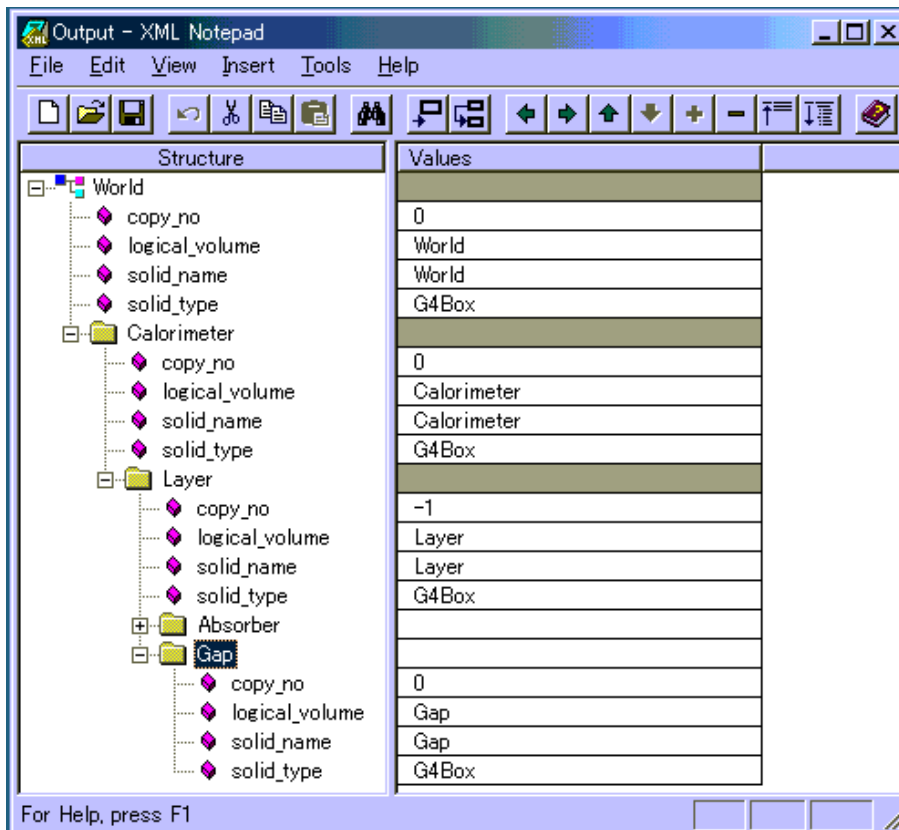 Output - XML Notepad
File Edit View Insert Tools Help
Structure Values
World
copy_no 0
logical_volume World
solid_name World
solid_type G4Box
Calorimeter
copy_no 0
logical_volume Calorimeter
solid_name Calorimeter
solid_type G4Box
Layer
copy_no -1
logical_volume Layer
solid_name Layer
solid_type G4Box
Absorber
Gap
copy_no 0
logical_volume Gap
solid_name Gap
solid_type G4Box
For Help, press F1